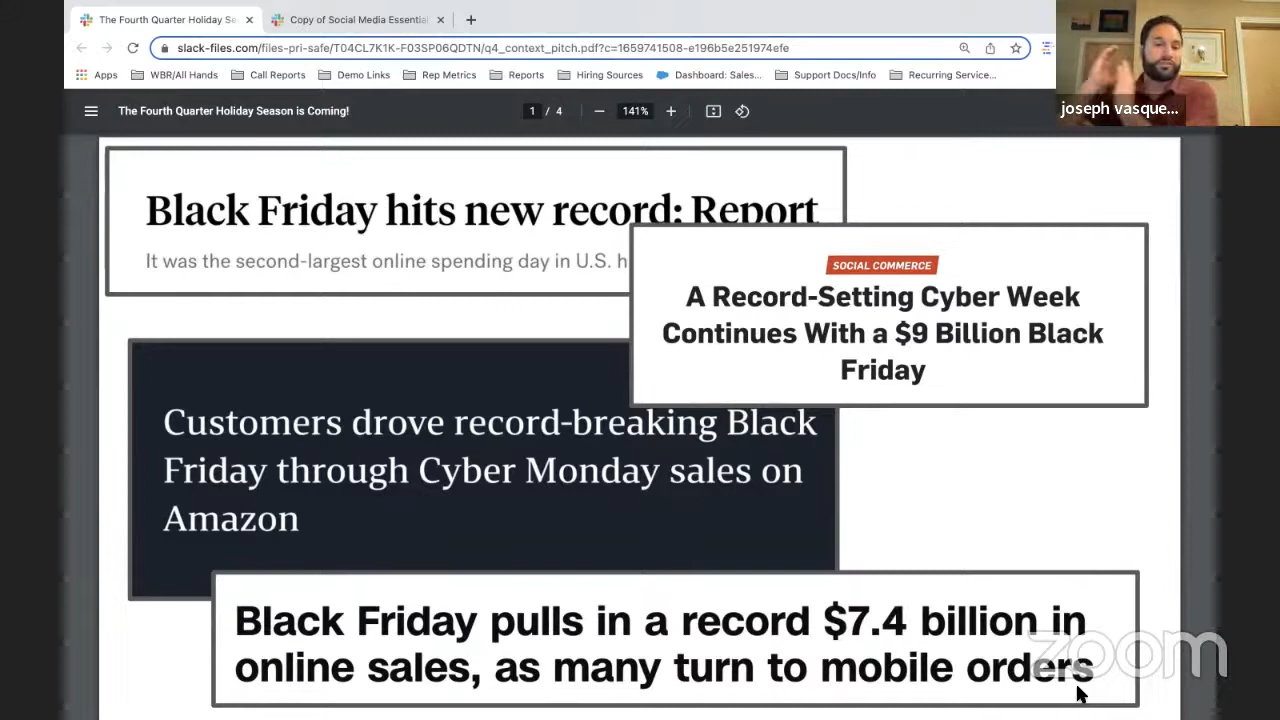 The Fourth Quarter Holiday Se
Copy of Social Media Essential
slack-files.com/files-pri-safe/TU4CL7K1K-F03SP06QDTN/q4_context_pitch.pdf?c=1659741508-e196b5e251974efe
Apps WBR/All Hands Call Reports Demo Links Rep Metrics Reports Hiring Sources Dashboard: Sales... Support Docs/Info Recurring Service...
joseph vasque...
The Fourth Quarter Holiday Season is Coming! 1 / 4 141%
Black Friday hits new record: Report
It was the second-largest online spending day in U.S. h
SOCIAL COMMERCE
A Record-Setting Cyber Week
Continues With a $9 Billion Black
Friday
Customers drove record-breaking Black
Friday through Cyber Monday sales on
Amazon
Black Friday pulls in a record $7.4 billion in
online sales, as many turn to mobile orders
zoom